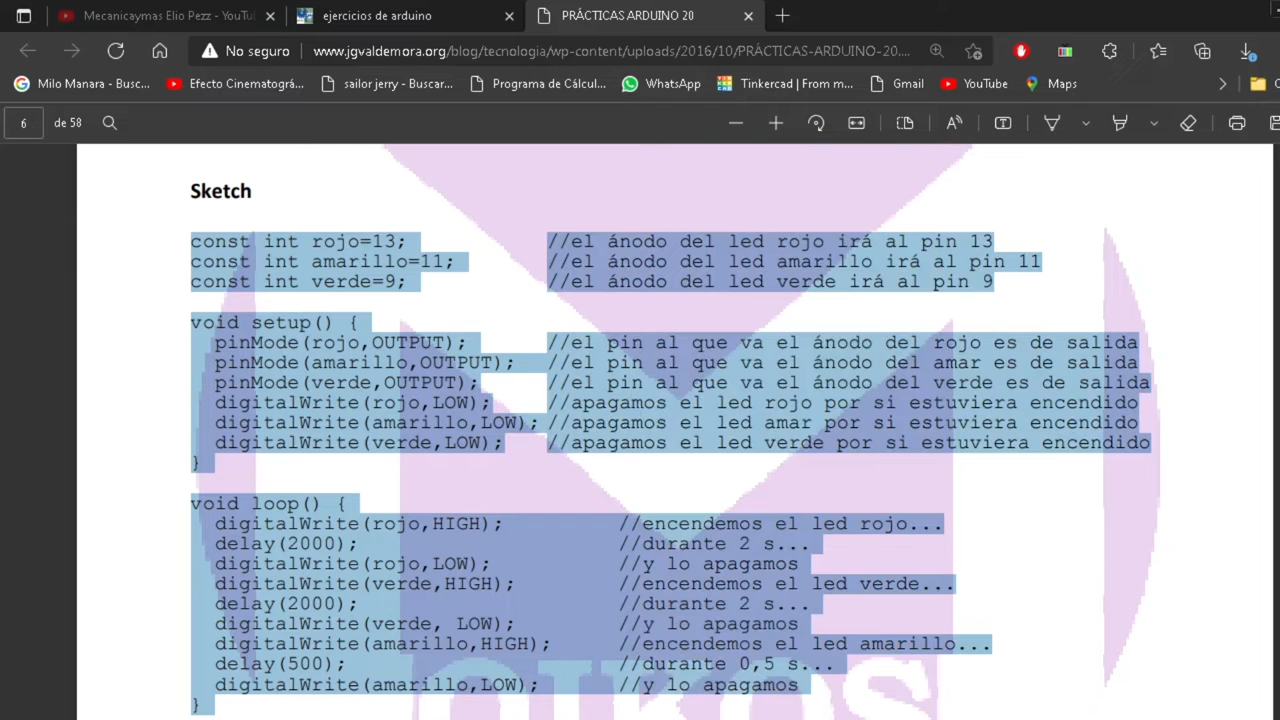 Mecanicaymas Elio Pezz - YouTu
ejercicios de arduino
PRÁCTICAS ARDUINO 20
No seguro
www.jgvaldemora.org/blog/tecnologia/wp-content/uploads/2016/10/PRÁCTICAS-ARDUINO-20....
Milo Manara - Busc...
Efecto Cinematográ...
sailor jerry - Buscar...
Programa de Cálcul...
WhatsApp
Tinkercad | From m...
Gmail
YouTube
Maps
6 de 58
Sketch
const int rojo=13; //el ánodo del led rojo irá al pin 13
const int amarillo=11; //el ánodo del led amarillo irá al pin 11
const int verde=9; //el ánodo del led verde irá al pin 9
void setup() {
pinMode(rojo,OUTPUT); //el pin al que va el ánodo del rojo es de salida
pinMode(amarillo,OUTPUT); //el pin al que va el ánodo del amar es de salida
pinMode(verde,OUTPUT); //el pin al que va el ánodo del verde es de salida
digitalWrite(rojo,LOW); //apagamos el led rojo por si estuviera encendido
digitalWrite(amarillo,LOW); //apagamos el led amar por si estuviera encendido
digitalWrite(verde,LOW); //apagamos el led verde por si estuviera encendido
}
void loop() {
digitalWrite(rojo,HIGH); //encendemos el led rojo...
delay(2000); //durante 2 s...
digitalWrite(rojo,LOW); //y lo apagamos
digitalWrite(verde,HIGH); //encendemos el led verde...
delay(2000); //durante 2 s...
digitalWrite(verde, LOW); //y lo apagamos
digitalWrite(amarillo,HIGH); //encendemos el led amarillo...
delay(500); //durante 0,5 s...
digitalWrite(amarillo,LOW); //y lo apagamos
}
OIKOS